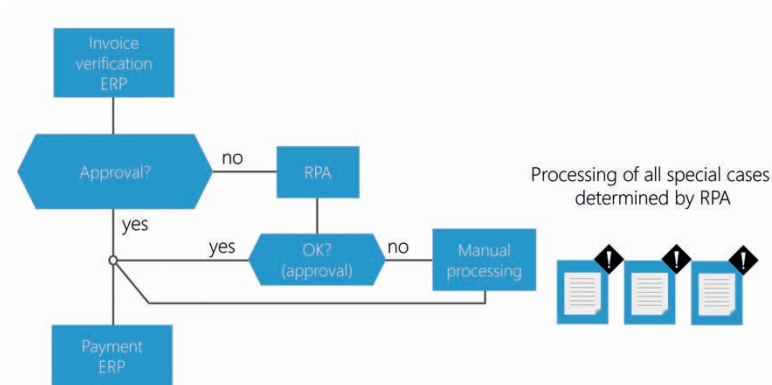 Invoice
verification
ERP
Approval?
no
RPA
Processing of all special cases
determined by RPA
yes
yes
OK?
(approval)
no
Manual
processing
!
!
!
Payment
ERP